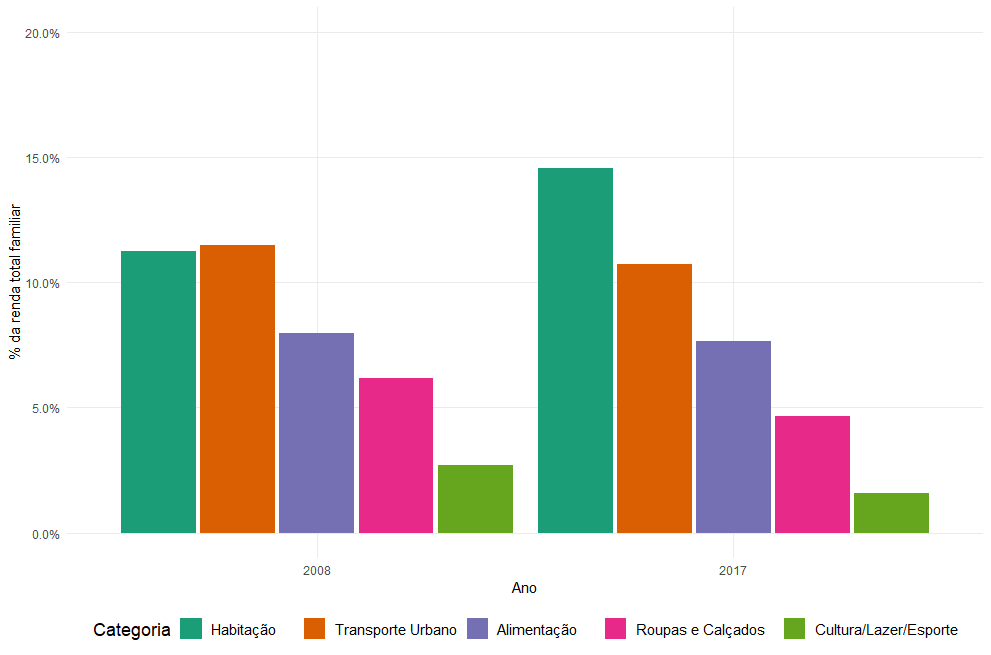 20.0%
15.0%
10.0%
5.0%
0.0%
% da renda total familiar
2008
2017
Ano
Categoria Habitação Transporte Urbano Alimentação Roupas e Calçados Cultura/Lazer/Esporte